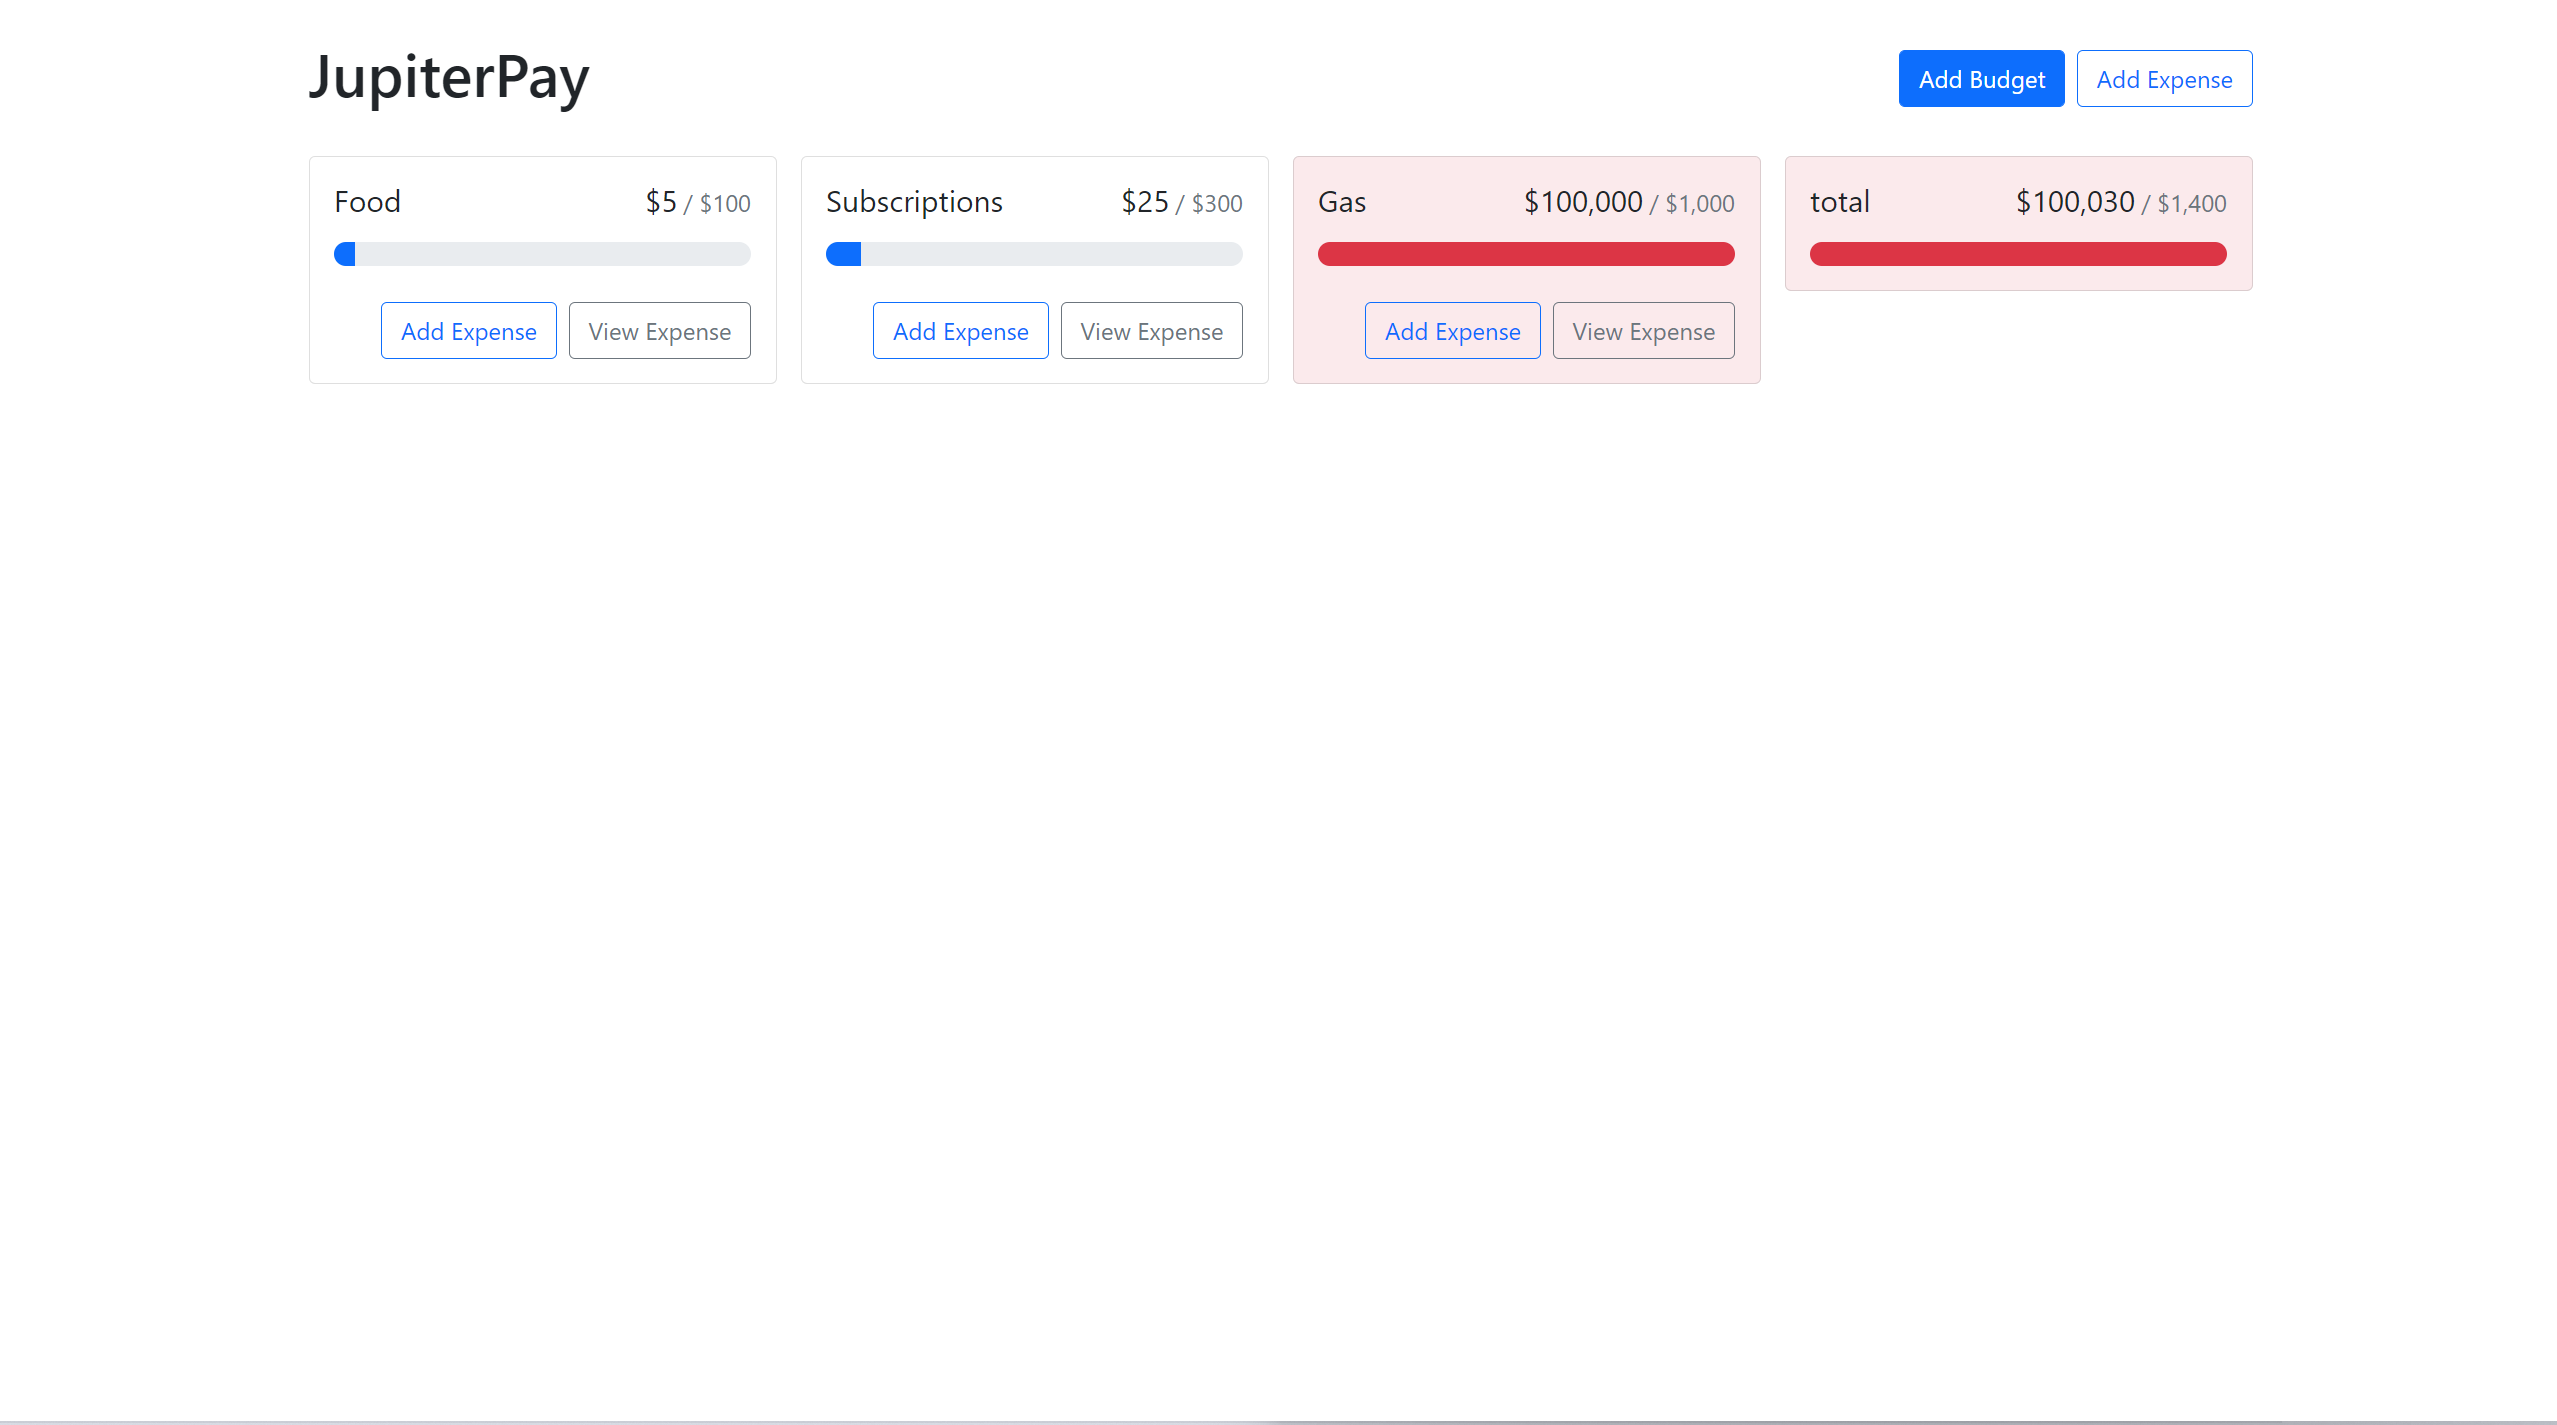 JupiterPay
Add Budget
Add Expense
Food $5 / $100
Add Expense
View Expense
Subscriptions $25 / $300
Add Expense
View Expense
Gas $100,000 / $1,000
Add Expense
View Expense
total $100,030 / $1,400